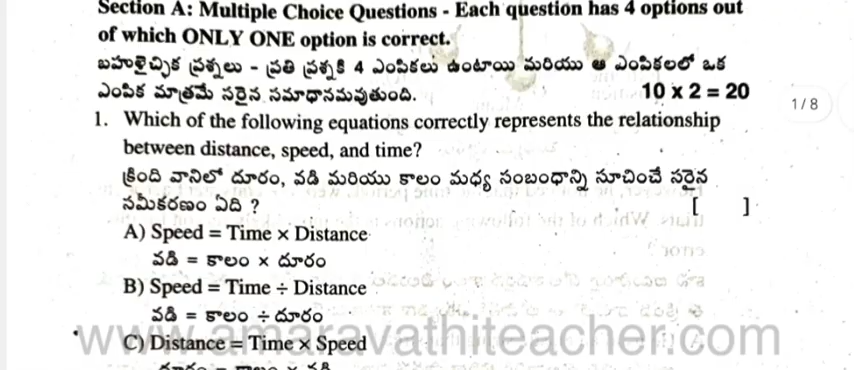 Section A: Multiple Choice Questions - Each question has 4 options out
of which ONLY ONE option is correct.
బహుళైచ్ఛిక ప్రశ్నలు - ప్రతి ప్రశ్నకి 4 ఎంపికలు ఉంటాయి మరియు ఆ ఎంపికలలో ఒక
ఎంపిక మాత్రమే సరైన సమాధానమవుతుంది. 10 x 2 = 20
1 / 8
1. Which of the following equations correctly represents the relationship
between distance, speed, and time?
క్రింది వానిలో దూరం, వడి మరియు కాలం మధ్య సంబంధాన్ని సూచించే సరైన
సమీకరణం ఏది ? [ ]
A) Speed = Time × Distance
వడి = కాలం × దూరం
B) Speed = Time ÷ Distance
వడి = కాలం ÷ దూరం
www.amaravathiteacher.com
C) Distance = Time × Speed